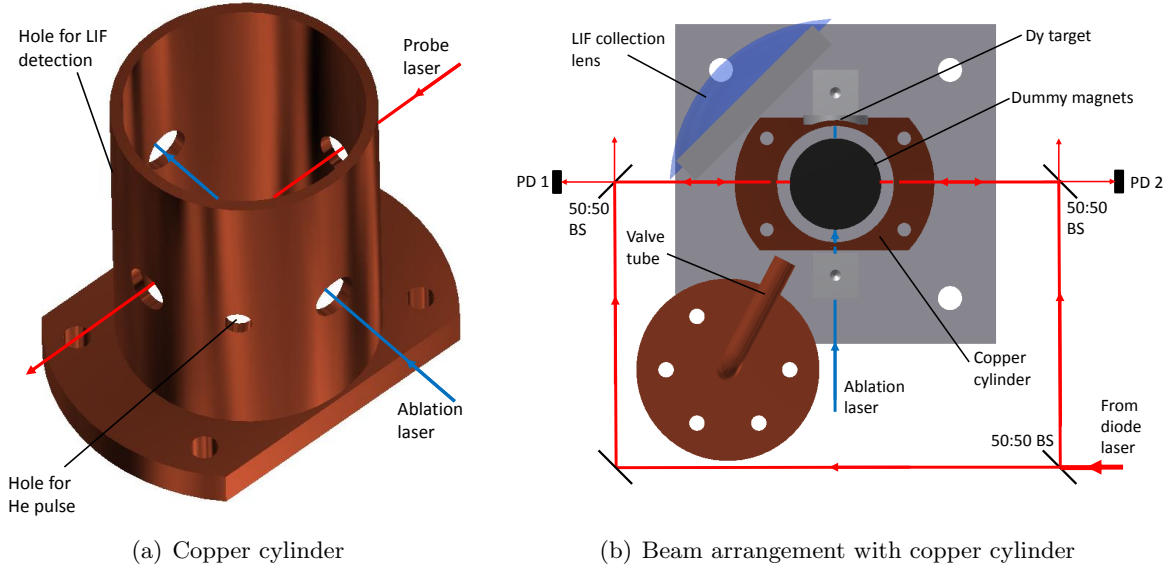 Hole for LIF
detection
Probe
laser
Ablation
laser
Hole for
He pulse
(a) Copper cylinder
LIF collection
lens
Dy target
Dummy magnets
PD 1
50:50
BS
50:50
BS
PD 2
Valve
tube
Copper
cylinder
Ablation
laser
From
diode
laser
50:50 BS
(b) Beam arrangement with copper cylinder